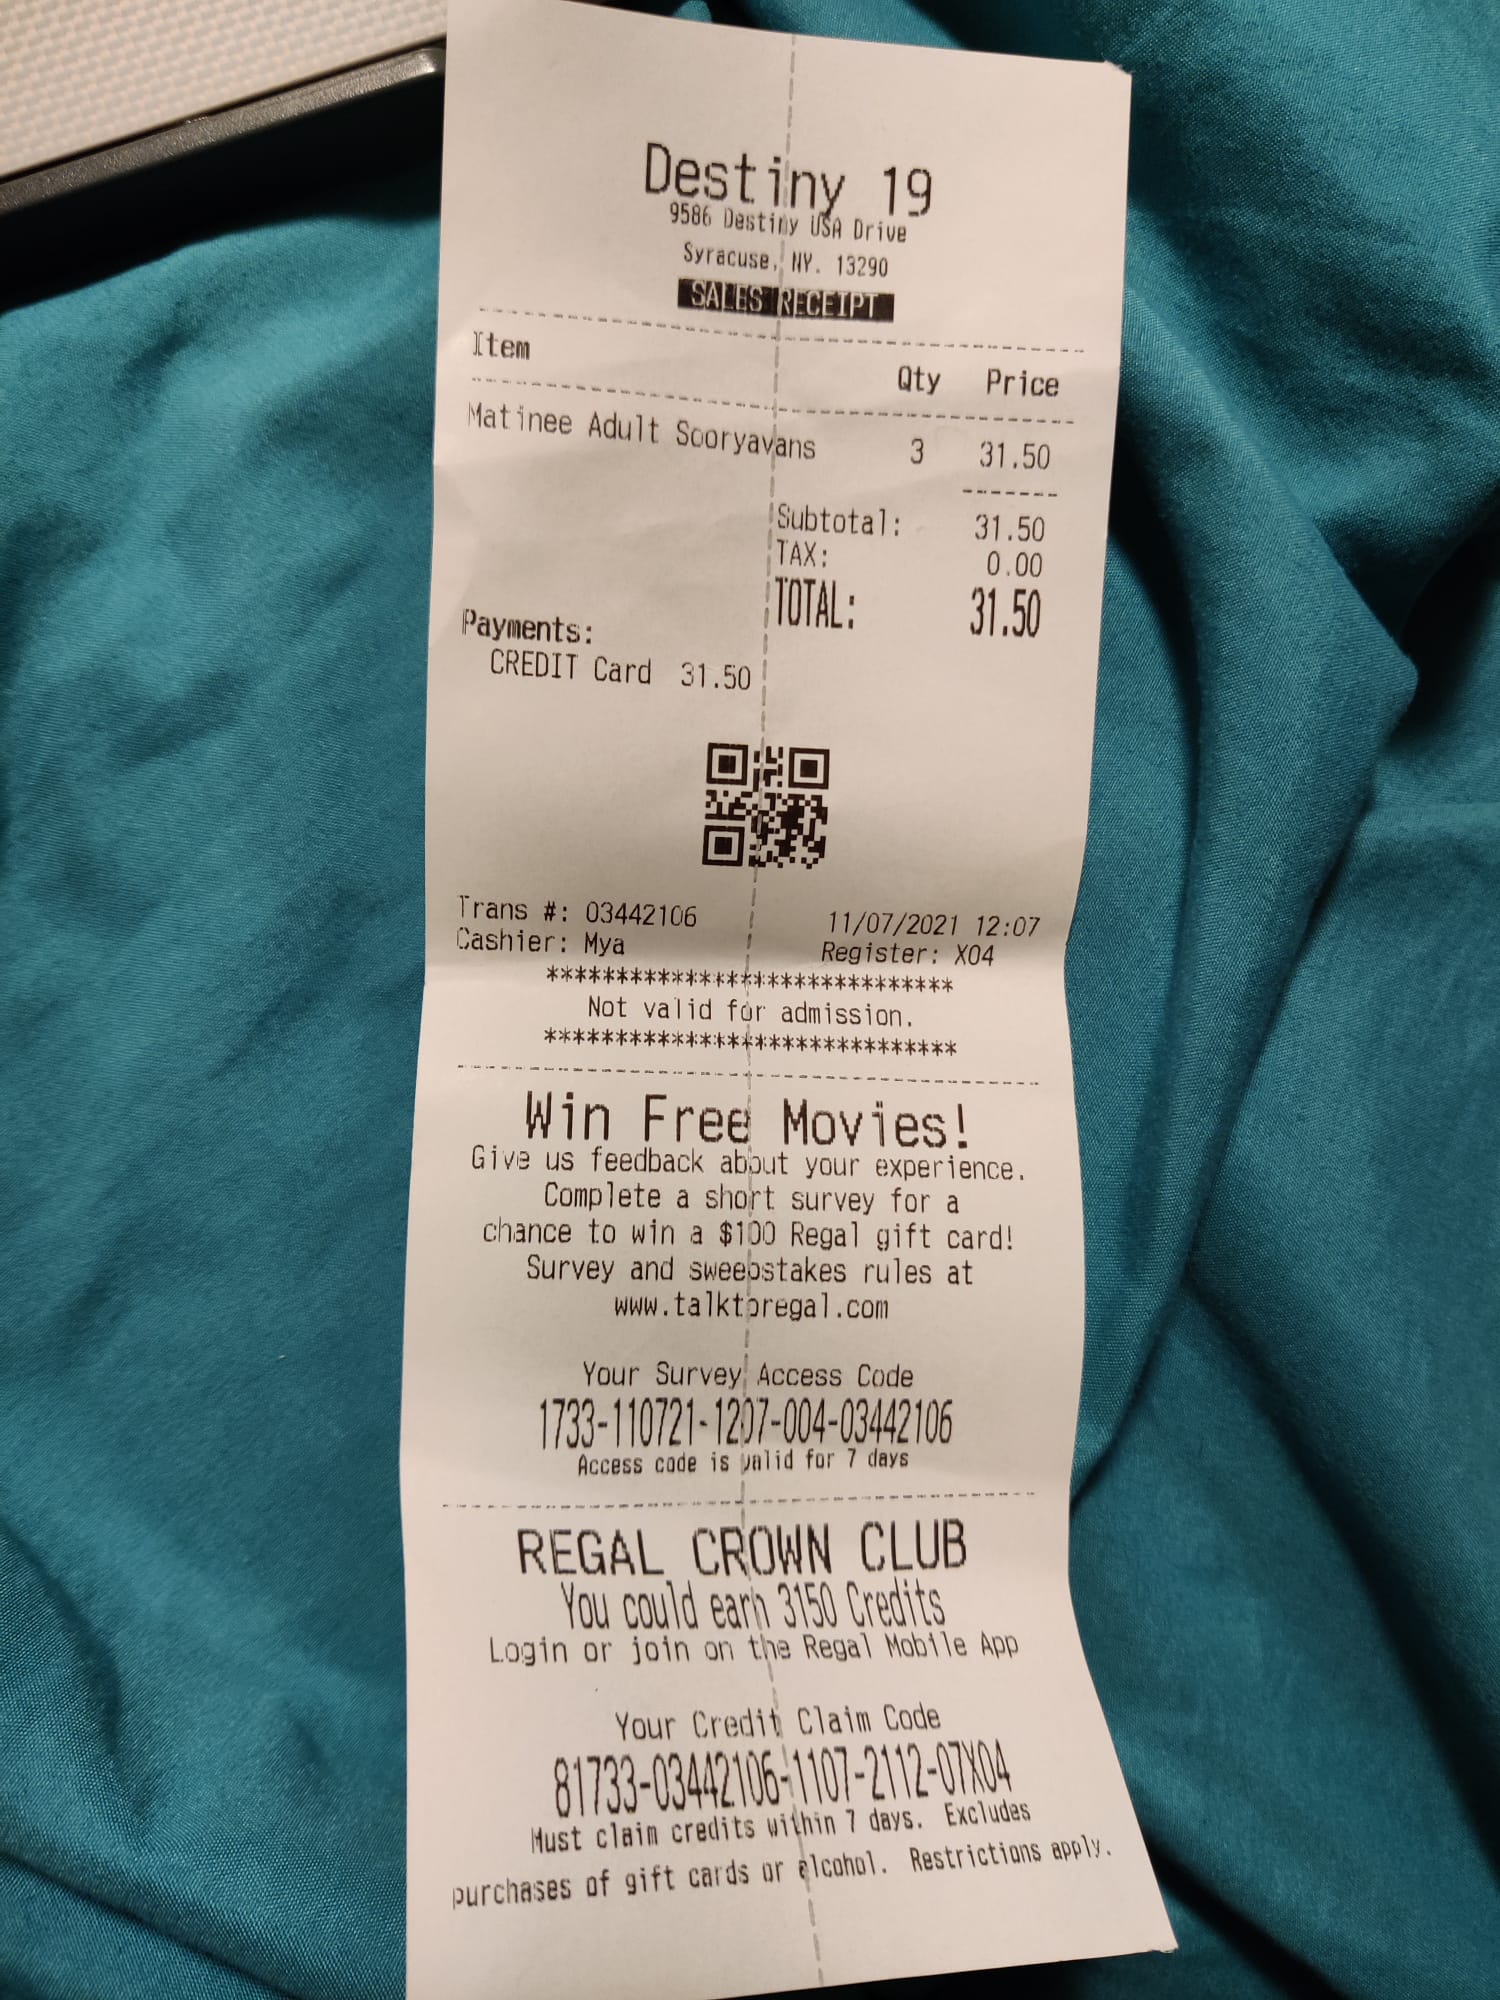 Destiny 19
9586 Destiny USA Drive
Syracuse, NY. 13290
SALES RECEIPT
Item Qty Price
Matinee Adult Sooryavans 3 31.50
Subtotal: 31.50
TAX: 0.00
TOTAL: 31.50
Payments:
CREDIT Card 31.50
Trans #: 03442106 11/07/2021 12:07
Cashier: Mya Register: X04
*****************************
Not valid for admission.
*****************************
Win Free Movies!
Give us feedback about your experience.
Complete a short survey for a
chance to win a $100 Regal gift card!
Survey and sweepstakes rules at
www.talktoregal.com
Your Survey Access Code
1733-110721-1207-004-03442106
Access code is valid for 7 days
REGAL CROWN CLUB
You could earn 3150 Credits
Login or join on the Regal Mobile App
Your Credit Claim Code
81733-03442106-1107-2112-07X04
Must claim credits within 7 days. Excludes
purchases of gift cards or alcohol. Restrictions apply.